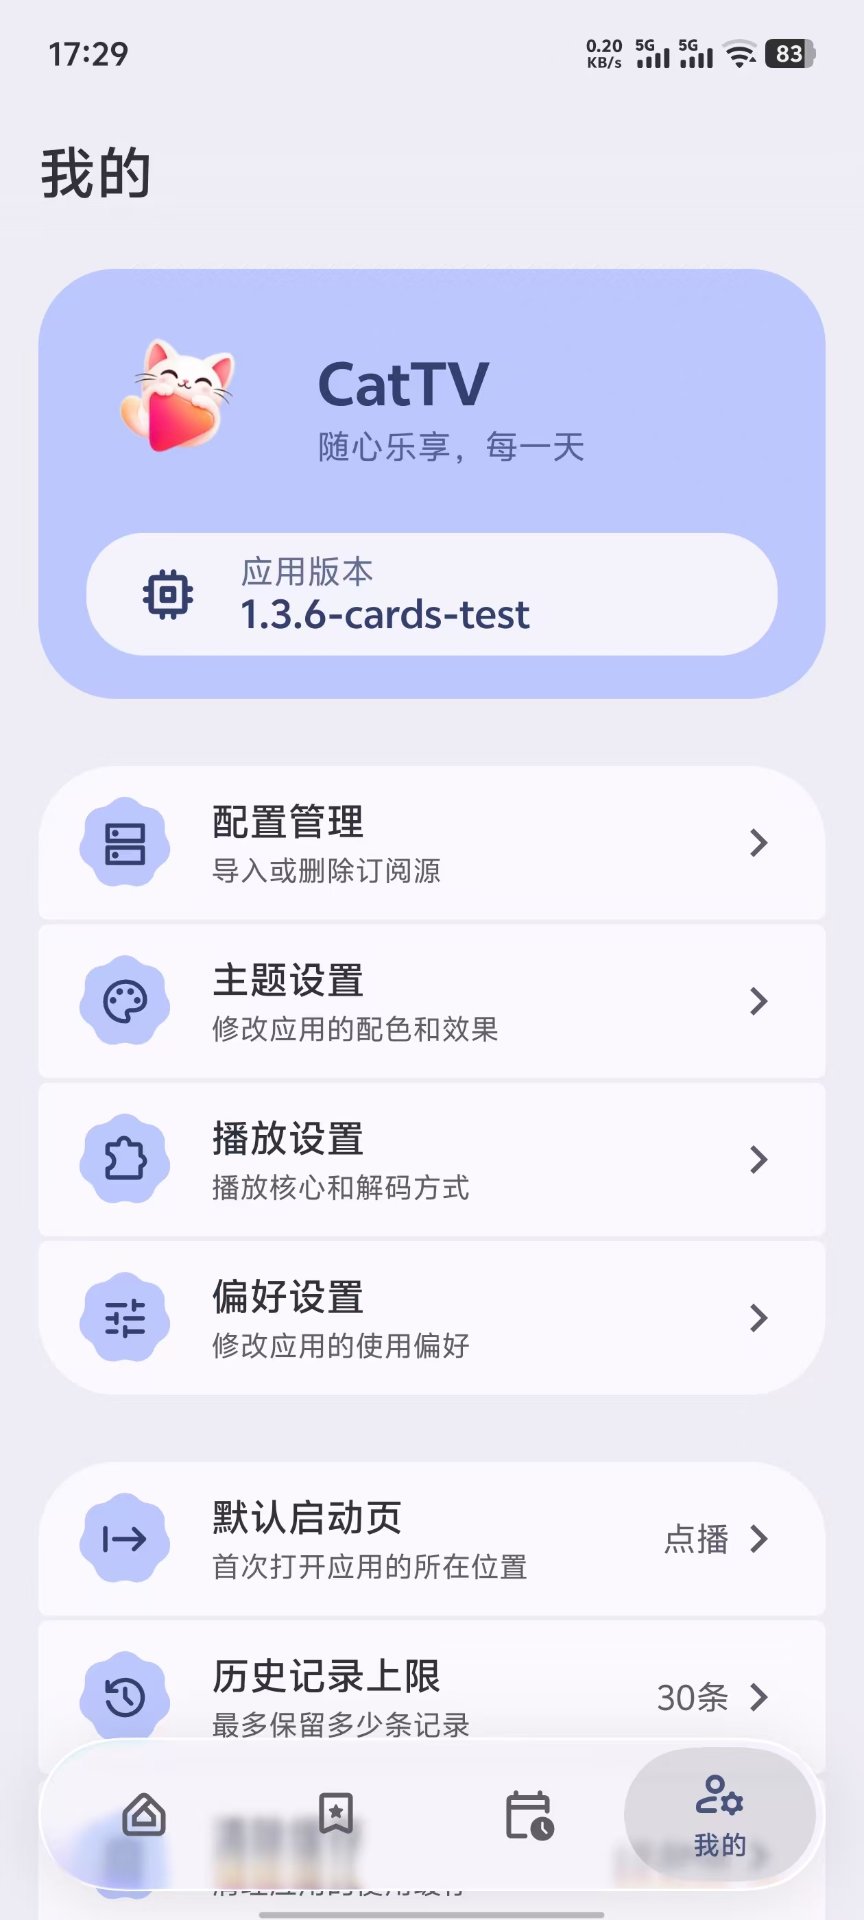 17:29
0.20 KB/s 5G 5G 83
我的
CatTV
随心乐享，每一天
应用版本
1.3.6-cards-test
配置管理
导入或删除订阅源
主题设置
修改应用的配色和效果
播放设置
播放核心和解码方式
偏好设置
修改应用的使用偏好
默认启动页
首次打开应用的所在位置
点播
历史记录上限
最多保留多少条记录
30条
我的